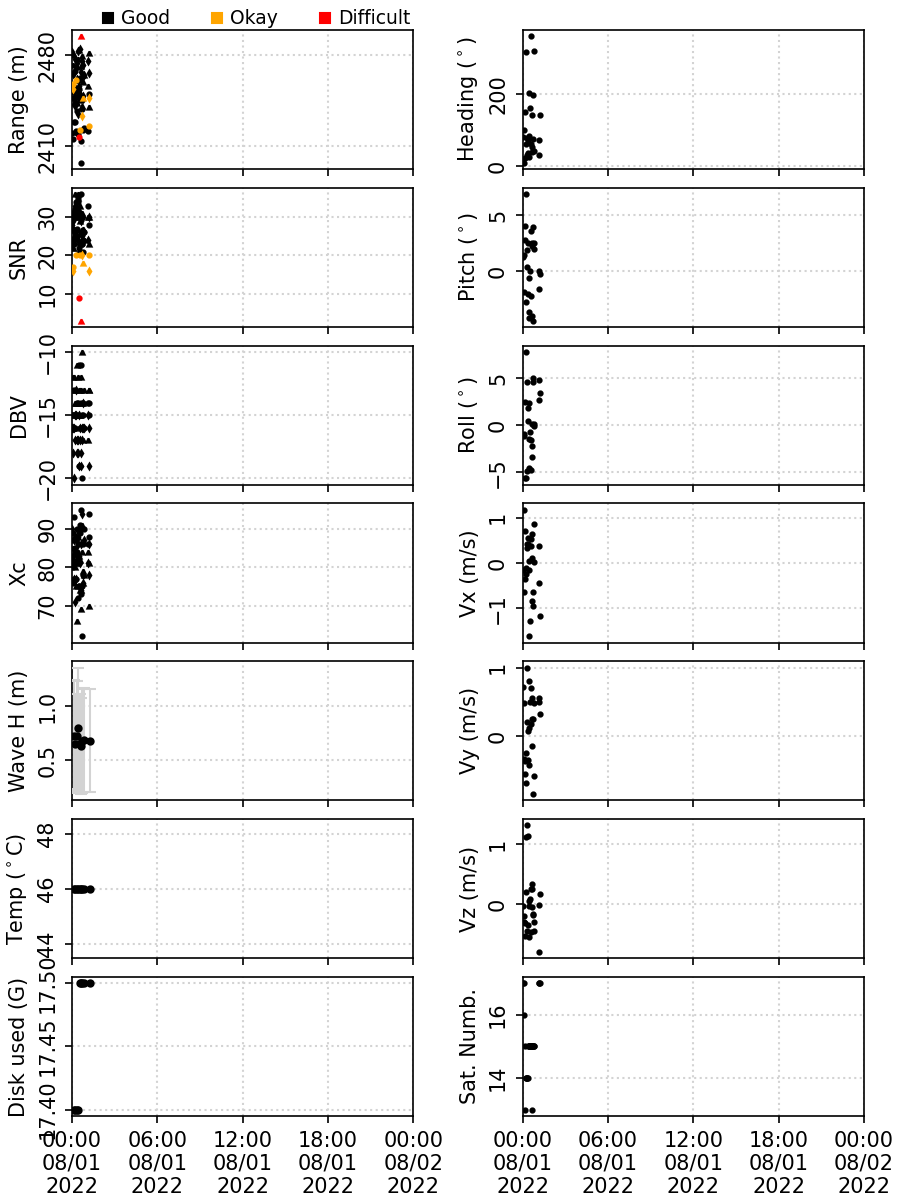 Good Okay Difficult
Range (m)
2480
2410
Heading (°)
200
0
SNR
30
20
10
Pitch (°)
5
0
DBV
−10
−15
−20
Roll (°)
5
0
−5
Xc
90
80
70
Vx (m/s)
1
0
−1
Wave H (m)
1.0
0.5
Vy (m/s)
1
0
Temp (°C)
48
46
44
Vz (m/s)
1
0
Disk used (G)
17.50
17.45
17.40
Sat. Numb.
16
14
00:00 06:00 12:00 18:00 00:00
08/01 08/01 08/01 08/01 08/02
2022 2022 2022 2022 2022
00:00 06:00 12:00 18:00 00:00
08/01 08/01 08/01 08/01 08/02
2022 2022 2022 2022 2022